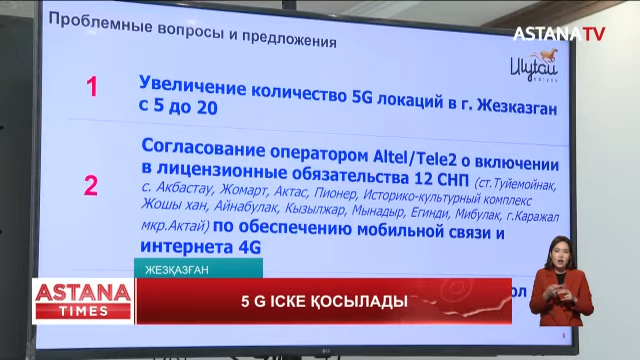 Проблемные вопросы и предложения
ASTANATV
Ulytau
1
Увеличение количество 5G локаций в г. Жезказган
с 5 до 20
2
Согласование оператором Altel/Tele2 о включении
в лицензионные обязательства 12 СНП (ст.Туйемойнак,
с. Акбастау, Жомарт, Актас, Пионер, Историко-культурный комплекс
Жошы хан, Айнабулак, Кызылжар, Мынадыр, Егинди, Мибулак, г.Каражал
мкр.Актай) по обеспечению мобильной связи и
интернета 4G
ЖЕЗҚАЗҒАН
ASTANA
TIMES
5 G ІСКЕ ҚОСЫЛАДЫ